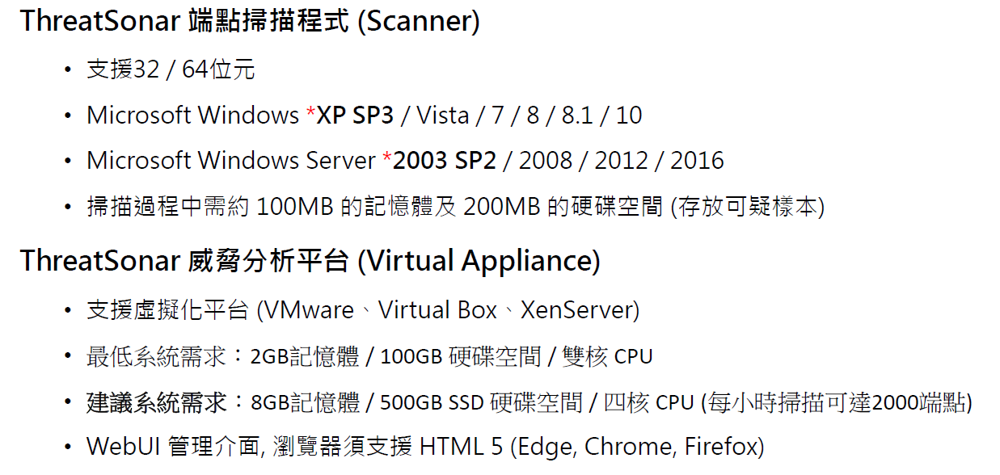 ThreatSonar 端點掃描程式 (Scanner)
• 支援32 / 64位元
• Microsoft Windows *XP SP3 / Vista / 7 / 8 / 8.1 / 10
• Microsoft Windows Server *2003 SP2 / 2008 / 2012 / 2016
• 掃描過程中需約 100MB 的記憶體及 200MB 的硬碟空間 (存放可疑樣本)
ThreatSonar 威脅分析平台 (Virtual Appliance)
• 支援虛擬化平台 (VMware、Virtual Box、XenServer)
• 最低系統需求：2GB記憶體 / 100GB 硬碟空間 / 雙核 CPU
• 建議系統需求：8GB記憶體 / 500GB SSD 硬碟空間 / 四核 CPU (每小時掃描可達2000端點)
• WebUI 管理介面, 瀏覽器須支援 HTML 5 (Edge, Chrome, Firefox)